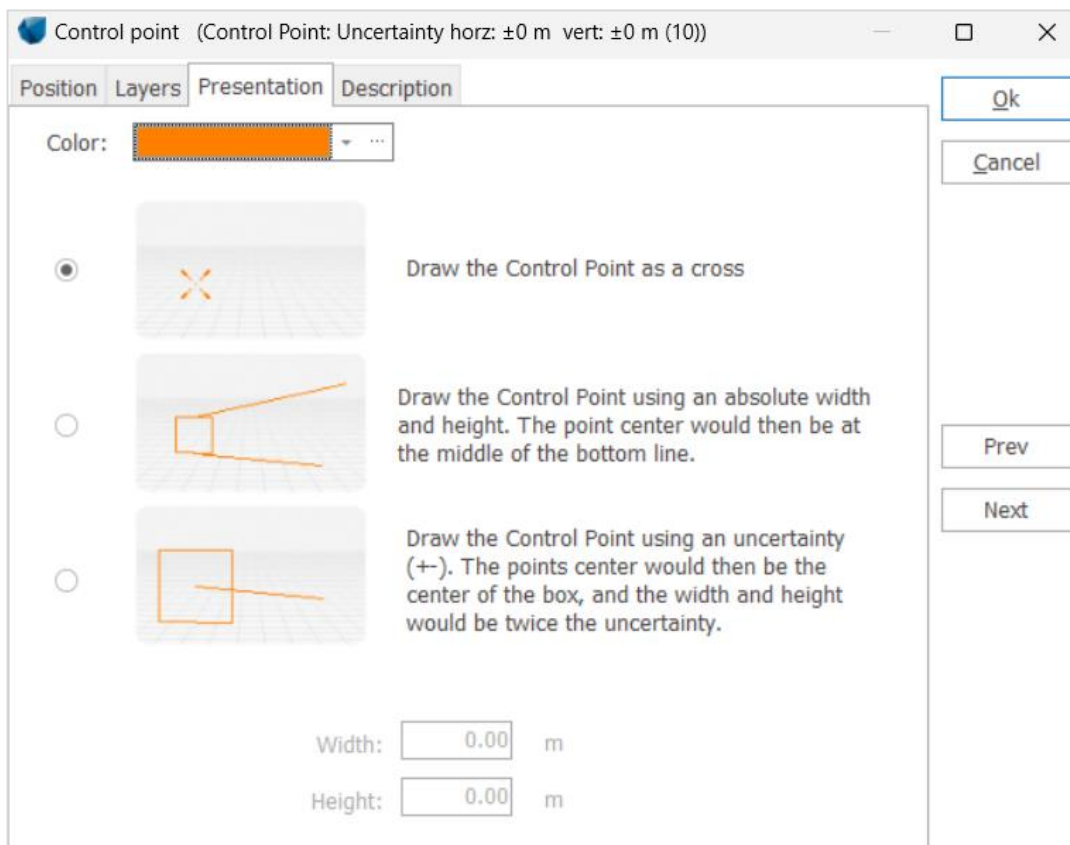 Control point (Control Point: Uncertainty horz: ±0 m vert: ±0 m (10))
Position Layers Presentation Description
Ok
Color:
Cancel
Draw the Control Point as a cross
Draw the Control Point using an absolute width
and height. The point center would then be at
the middle of the bottom line.
Prev
Next
Draw the Control Point using an uncertainty
(+-). The points center would then be the
center of the box, and the width and height
would be twice the uncertainty.
Width: 0.00 m
Height: 0.00 m